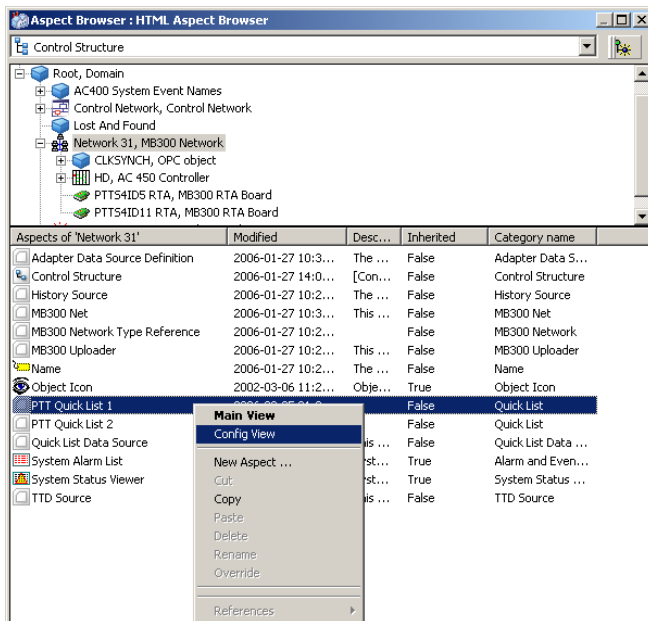 Aspect Browser : HTML Aspect Browser
Control Structure
Root, Domain
AC400 System Event Names
Control Network, Control Network
Lost And Found
Network 31, MB300 Network
CLKSYNCH, OPC object
HD, AC 450 Controller
PTTS4ID5 RTA, MB300 RTA Board
PTTS4ID11 RTA, MB300 RTA Board
Aspects of 'Network 31' Modified Desc... Inherited Category name
Adapter Data Source Definition 2006-01-27 10:3... The ... False Adapter Data S...
Control Structure 2006-01-27 14:0... [Con... False Control Structure
History Source 2006-01-27 10:2... The ... False History Source
MB300 Net 2006-01-27 10:3... This ... False MB300 Net
MB300 Network Type Reference 2006-01-27 10:2... False MB300 Network
MB300 Uploader 2006-01-27 10:2... This ... False MB300 Uploader
Name 2006-01-27 10:2... The ... False Name
Object Icon 2002-03-06 11:2... Obje... True Object Icon
PTT Quick List 1 False Quick List
PTT Quick List 2 False Quick List
Quick List Data Source False Quick List Data ...
System Alarm List True Alarm and Even...
System Status Viewer True System Status ...
TTD Source False TTD Source
Main View
Config View
New Aspect ...
Cut
Copy
Paste
Delete
Rename
Override
References